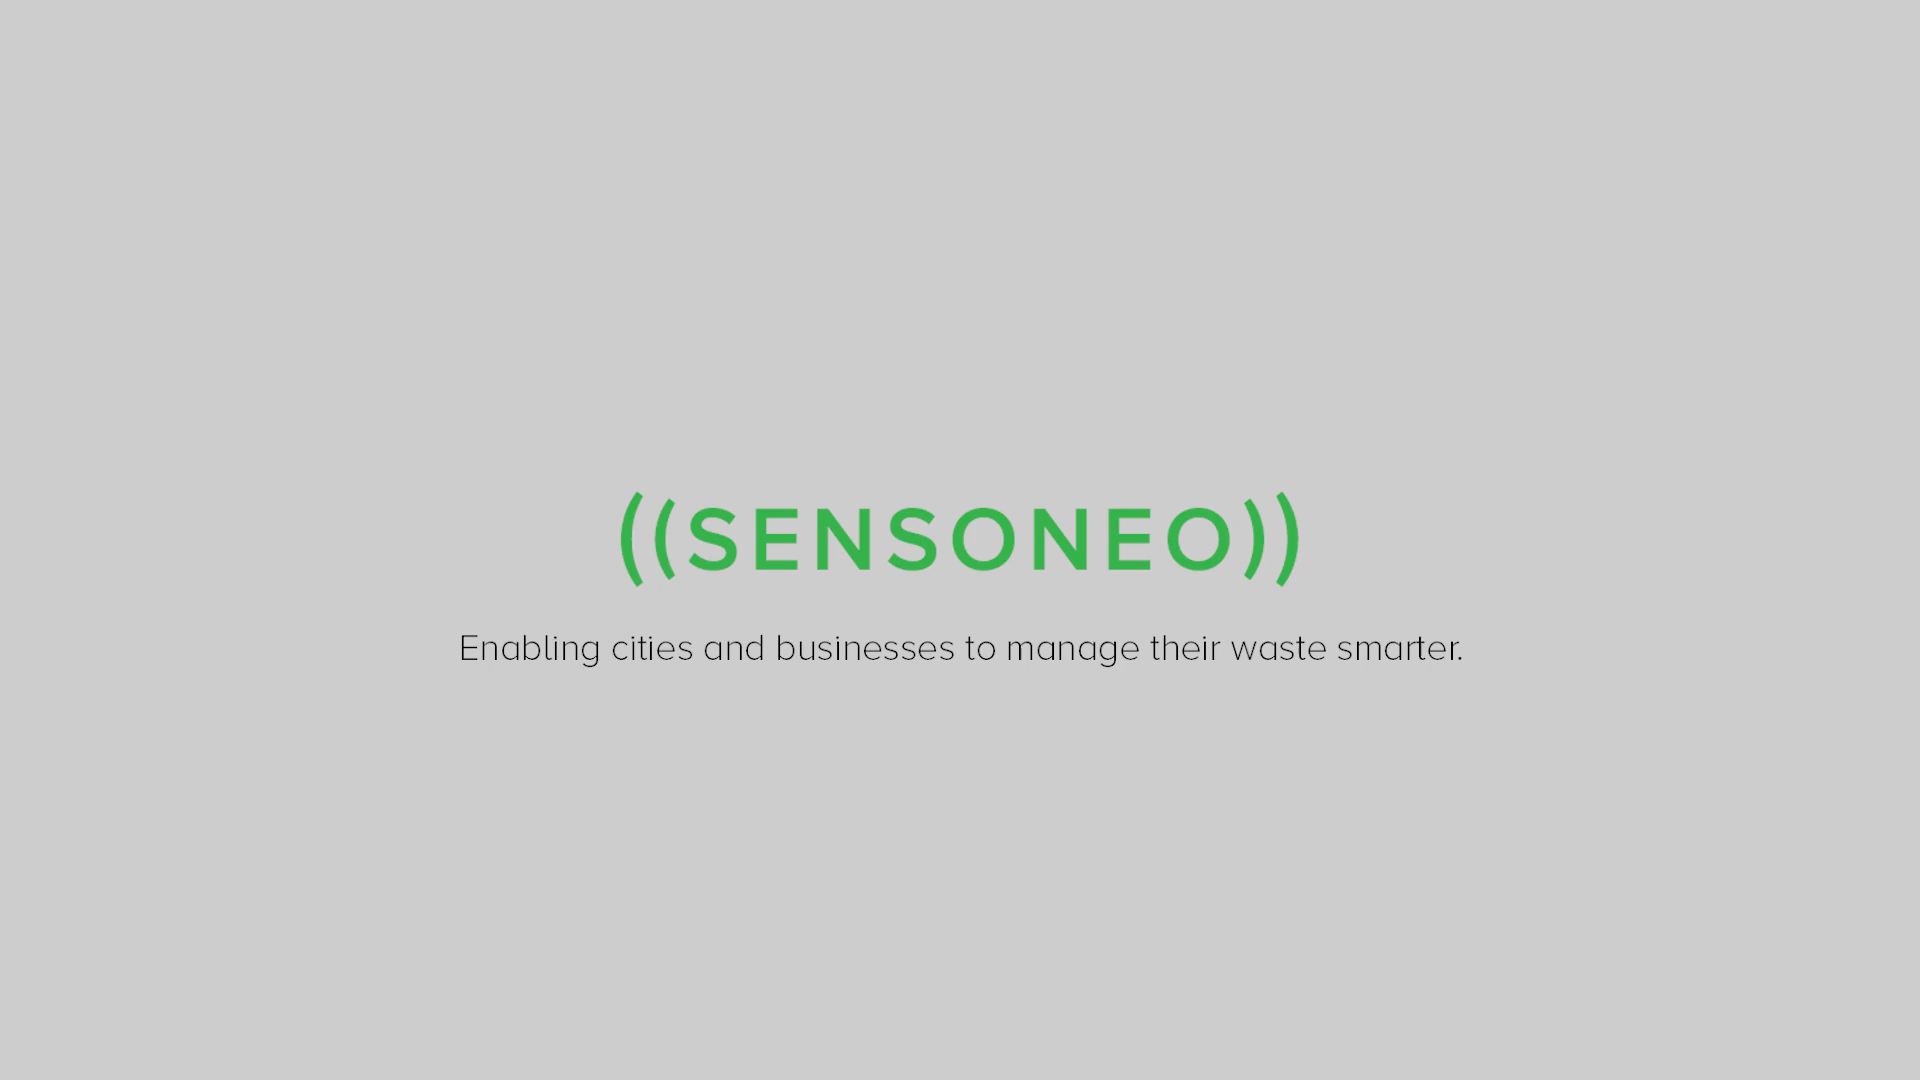 ((SENSONEO))
Enabling cities and businesses to manage their waste smarter.